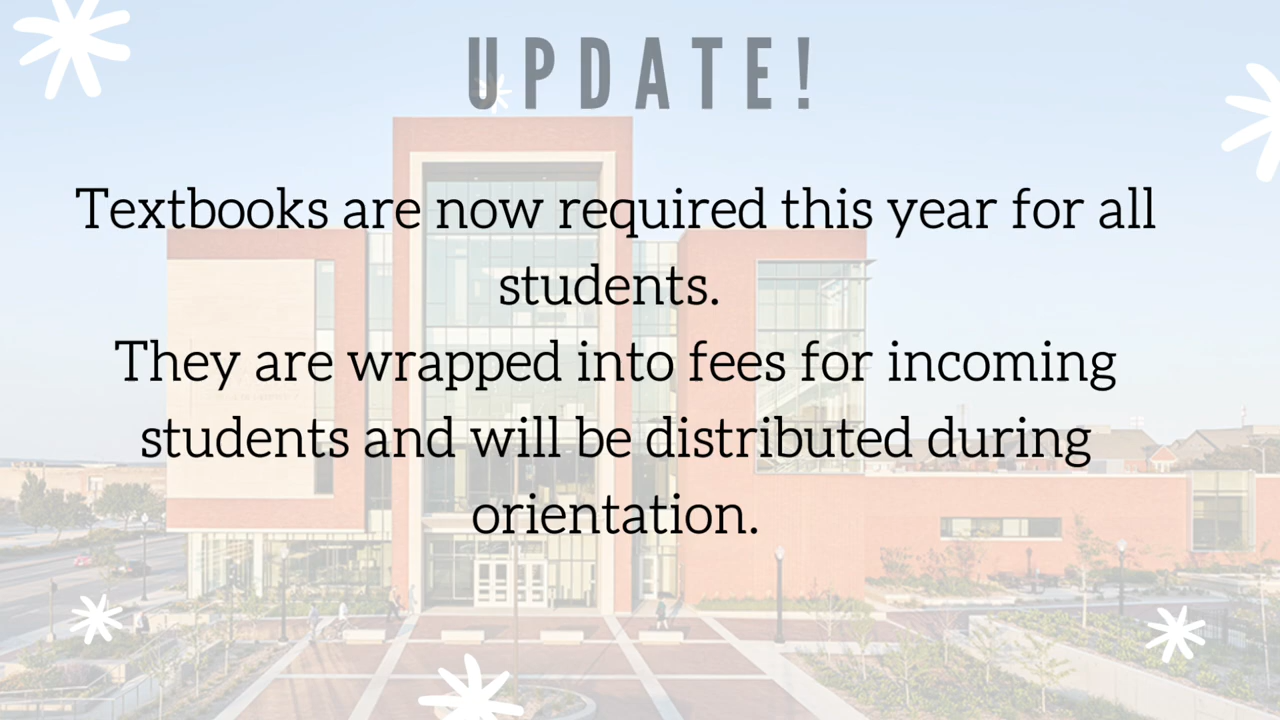 UPDATE!
Textbooks are now required this year for all
students.
They are wrapped into fees for incoming
students and will be distributed during
orientation.